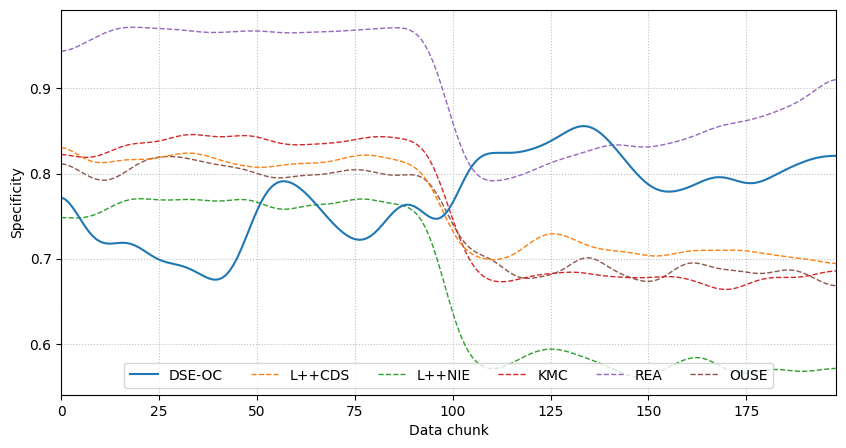 Specificity
0.9
0.8
0.7
0.6
DSE-OC L++CDS L++NIE KMC REA OUSE
0 25 50 75 100 125 150 175
Data chunk